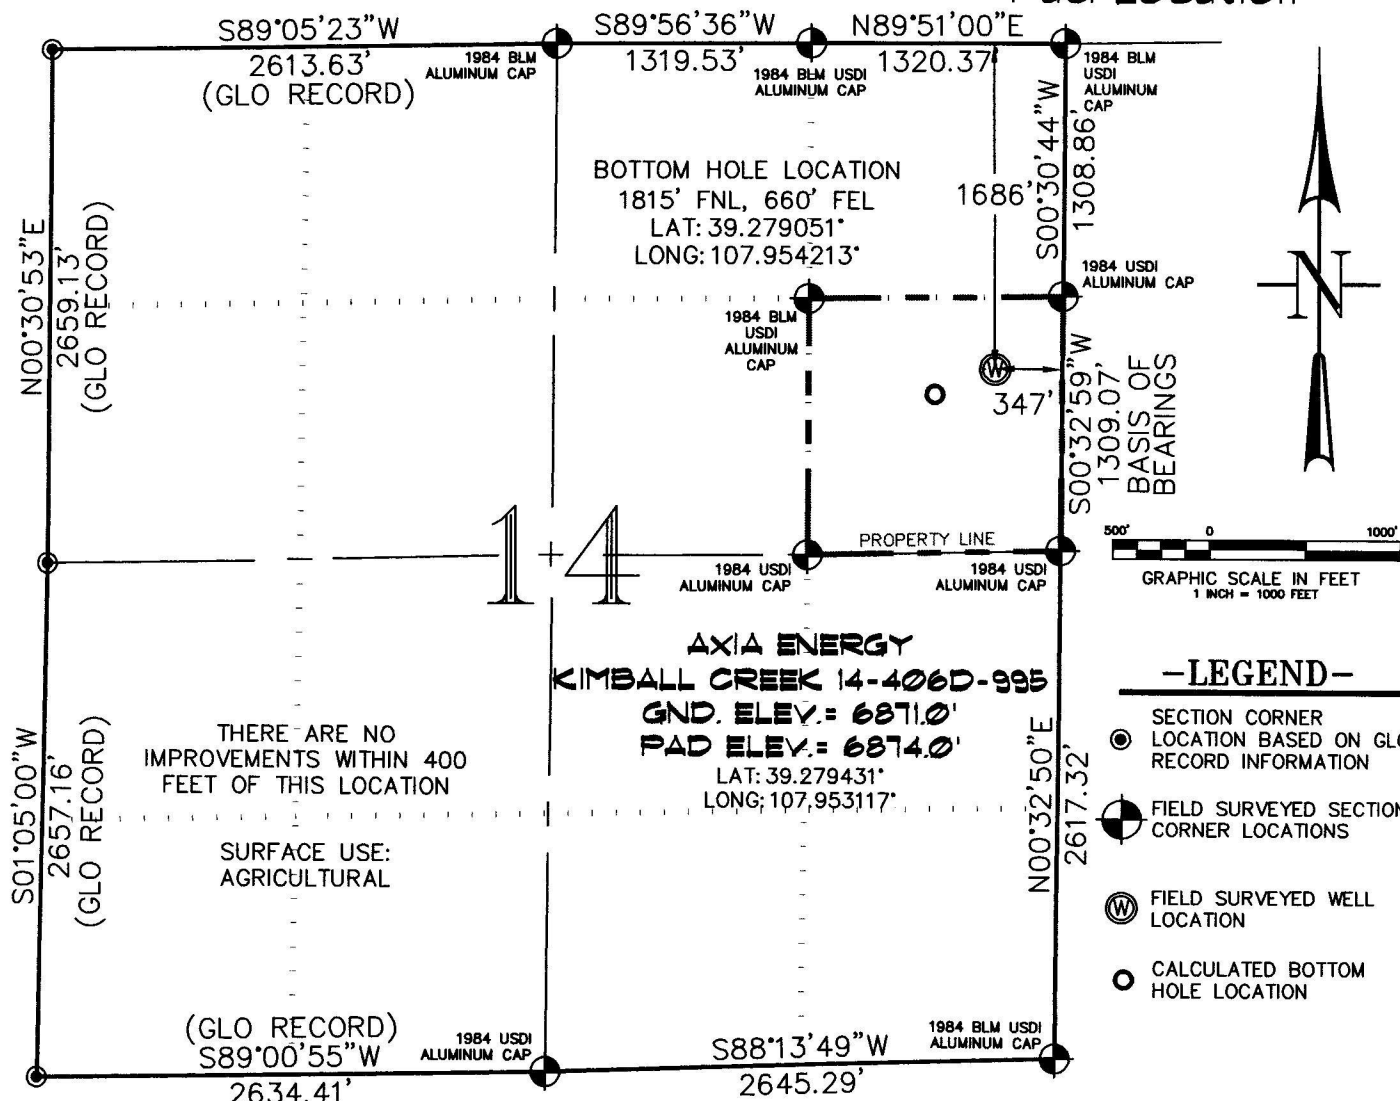 Location
S89°05'23"W
S89°56'36"W
N89°51'00"E
2613.63'
(GLO RECORD)
1984 BLM
ALUMINUM CAP
1319.53'
1984 BLM USDI
ALUMINUM CAP
1320.37'
1984 BLM
USDI
ALUMINUM
CAP
S00°30'44"W
1308.86'
BOTTOM HOLE LOCATION
1815' FNL, 660' FEL
LAT: 39.279051°
LONG: 107.954213°
1686'
N00°30'53"E
2659.13'
(GLO RECORD)
1984 USDI
ALUMINUM CAP
1984 BLM
USDI
ALUMINUM
CAP
W
347'
S00°32'59"W
1309.07'
BASIS OF
BEARINGS
N
PROPERTY LINE
14
1984 USDI
ALUMINUM CAP
1984 USDI
ALUMINUM CAP
500'
0
1000'
GRAPHIC SCALE IN FEET
1 INCH = 1000 FEET
AXIA ENERGY
KIMBALL CREEK 14-406D-995
GND. ELEV.= 6871.0'
PAD ELEV.= 6874.0'
LAT: 39.279431°
LONG: 107.953117°
THERE ARE NO
IMPROVEMENTS WITHIN 400
FEET OF THIS LOCATION
SURFACE USE:
AGRICULTURAL
S01°05'00"W
2657.16'
(GLO RECORD)
N00°32'50"E
2617.32'
-LEGEND-
SECTION CORNER
LOCATION BASED ON GLO
RECORD INFORMATION
FIELD SURVEYED SECTION
CORNER LOCATIONS
W
FIELD SURVEYED WELL
LOCATION
CALCULATED BOTTOM
HOLE LOCATION
(GLO RECORD)
S89°00'55"W
2634.41'
1984 USDI
ALUMINUM CAP
S88°13'49"W
2645.29'
1984 BLM USDI
ALUMINUM CAP